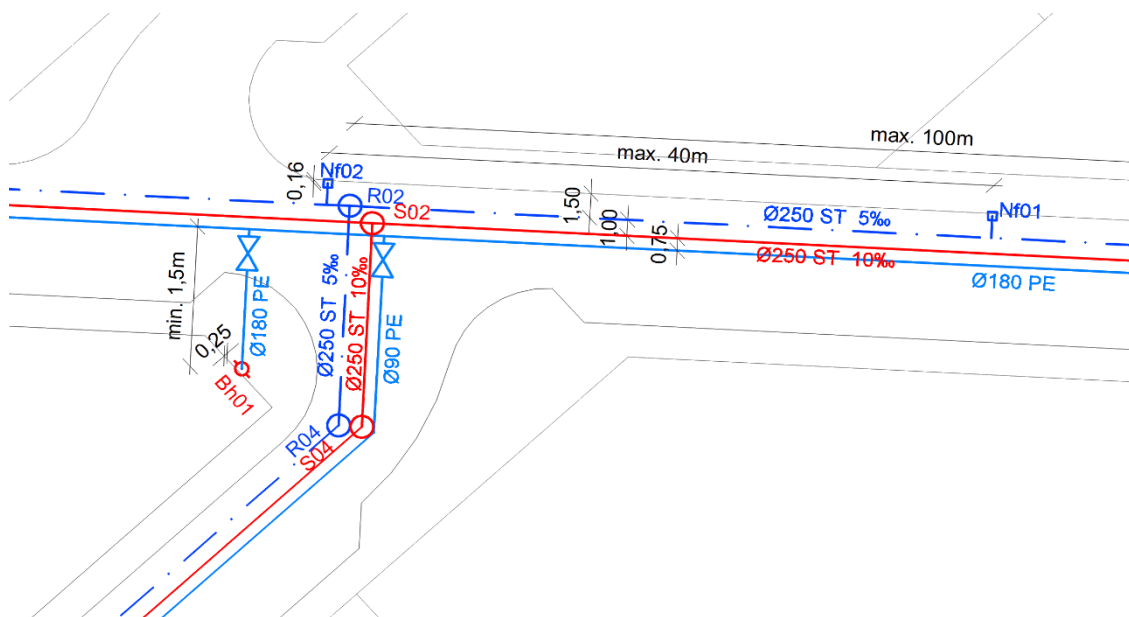 max. 100m
max. 40m
Nf02
0,16
R02
S02
1,50
1,00
0,75
Ø250 ST 5‰
Nf01
Ø250 ST 10‰
Ø180 PE
min. 1,5m
0,25
Ø180 PE
Bh01
Ø250 ST 5‰
Ø250 ST 10‰
Ø90 PE
R04
S04